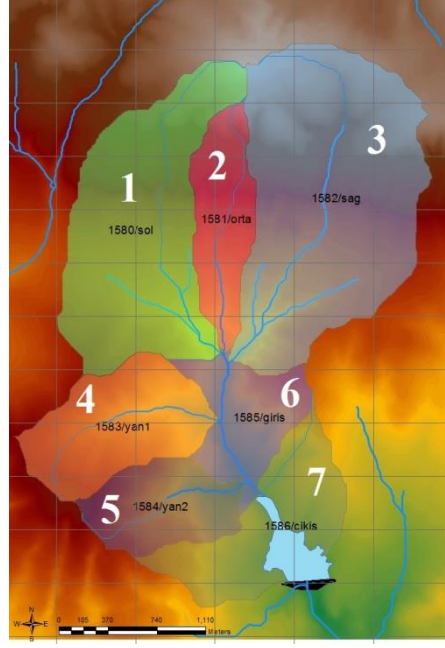 3
2
1
1582/sag
1581/orta
1580/sol
4
6
1585/giris
1583/yan1
7
5
1584/yan2
1586/cikis
N
W E
S
0 185 370 740 1,110
Meters